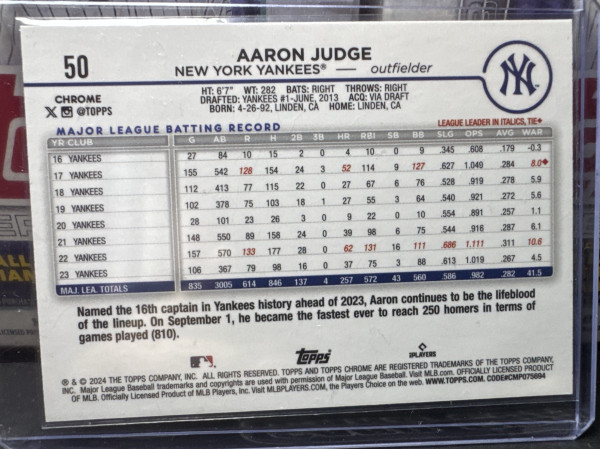 50
AARON JUDGE
NEW YORK YANKEES® — outfielder
NY
CHROME
@TOPPS
HT: 6'7" WT: 282 BATS: RIGHT THROWS: RIGHT
DRAFTED: YANKEES #1-JUNE, 2013 ACQ: VIA DRAFT
BORN: 4-26-92, LINDEN, CA HOME: LINDEN, CA
MAJOR LEAGUE BATTING RECORD
LEAGUE LEADER IN ITALICS, TIE♦
YR CLUB G AB R H 2B 3B HR RBI SB BB SLG OPS AVG WAR
16 YANKEES 27 84 10 15 2 0 4 10 0 9 .345 .608 .179 -0.3
17 YANKEES 155 542 128 154 24 3 52 114 9 127 .627 1.049 .284 8.0♦
18 YANKEES 112 413 77 115 22 0 27 67 6 76 .528 .919 .278 5.9
19 YANKEES 102 378 75 103 18 1 27 55 3 64 .540 .921 .272 5.6
20 YANKEES 28 101 23 26 3 0 9 22 0 10 .554 .891 .257 1.1
21 YANKEES 148 550 89 158 24 0 39 98 6 75 .544 .916 .287 6.1
22 YANKEES 157 570 133 177 28 0 62 131 16 111 .686 1.111 .311 10.6
23 YANKEES 106 367 79 98 16 0 37 75 3 88 .613 1.019 .267 4.5
MAJ. LEA. TOTALS 835 3005 614 846 137 4 257 572 43 560 .586 .982 .282 41.5
Named the 16th captain in Yankees history ahead of 2023, Aaron continues to be the lifeblood
of the lineup. On September 1, he became the fastest ever to reach 250 homers in terms of
games played (810).
Topps
PLAYERS
® & © 2024 THE TOPPS COMPANY, INC. ALL RIGHTS RESERVED. TOPPS AND TOPPS CHROME ARE REGISTERED TRADEMARKS OF THE TOPPS COMPANY,
INC. Major League Baseball trademarks and copyrights are used with permission of Major League Baseball. Visit MLB.com. OFFICIALLY LICENSED PRODUCT
OF MLB Players, Inc. Visit MLBPLAYERS.COM, the Players Choice on the web. WWW.TOPPS.COM. CODE#CMP075694